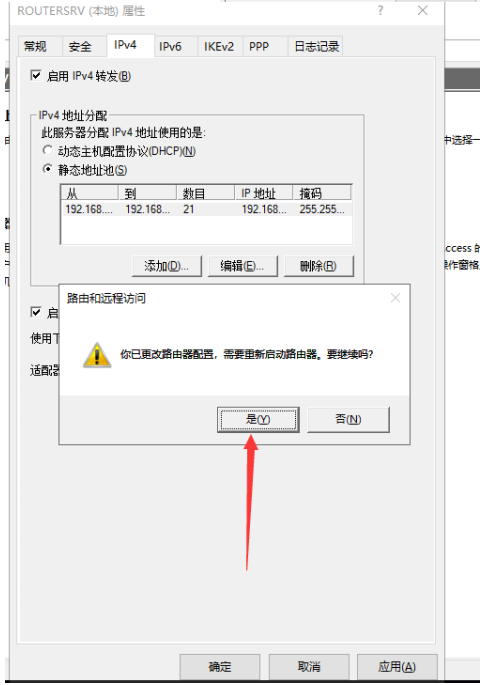 ROUTERSRV (本地) 属性 ?
常规 安全 IPv4 IPv6 IKEv2 PPP 日志记录
启用 IPv4 转发(B)
IPv4 地址分配
此服务器分配 IPv4 地址使用的是:
中选择一
动态主机配置协议(DHCP)(N)
静态地址池(S)
从 到 数目 IP 地址 掩码
192.168.... 192.168... 21 192.168... 255.255...
ccess 的
操作窗格
添加(D)... 编辑(E)... 删除(R)
路由和远程访问
启
使用下
你已更改路由器配置，需要重新启动路由器。要继续吗?
适配器
是(Y) 否(N)
确定 取消 应用(A)